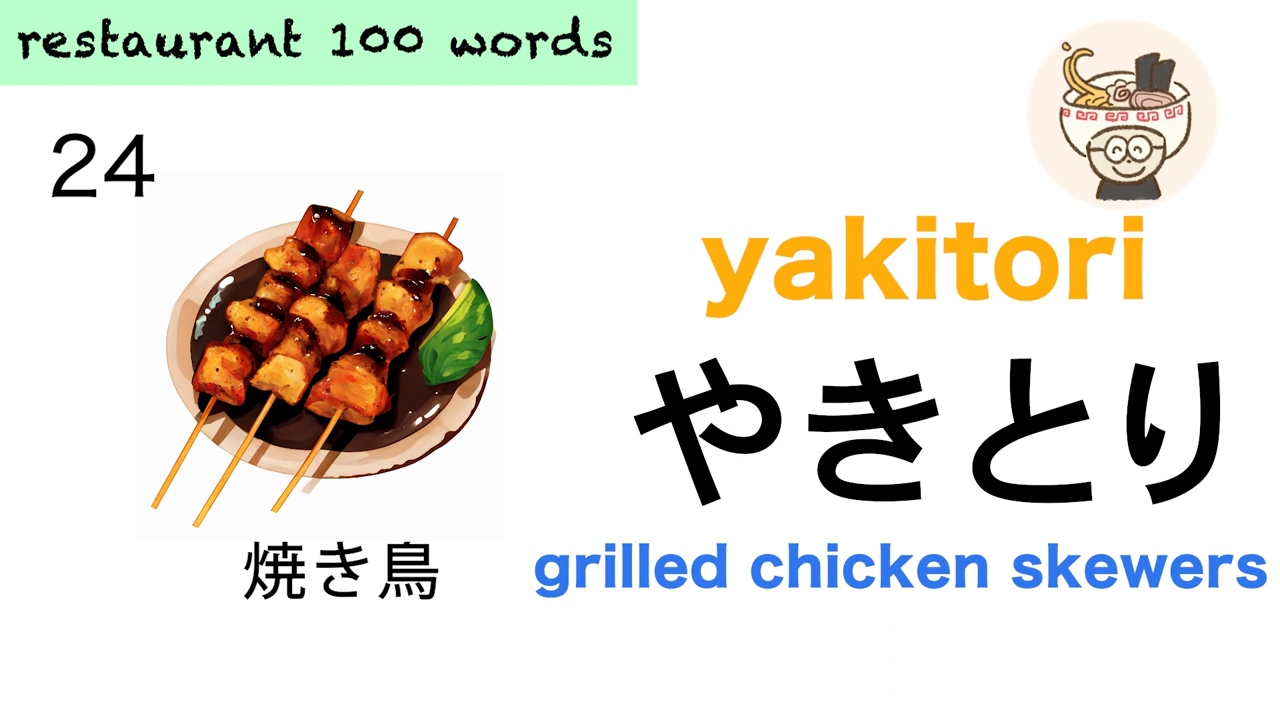 restaurant 100 words
24
yakitori
やきとり
焼き鳥
grilled chicken skewers